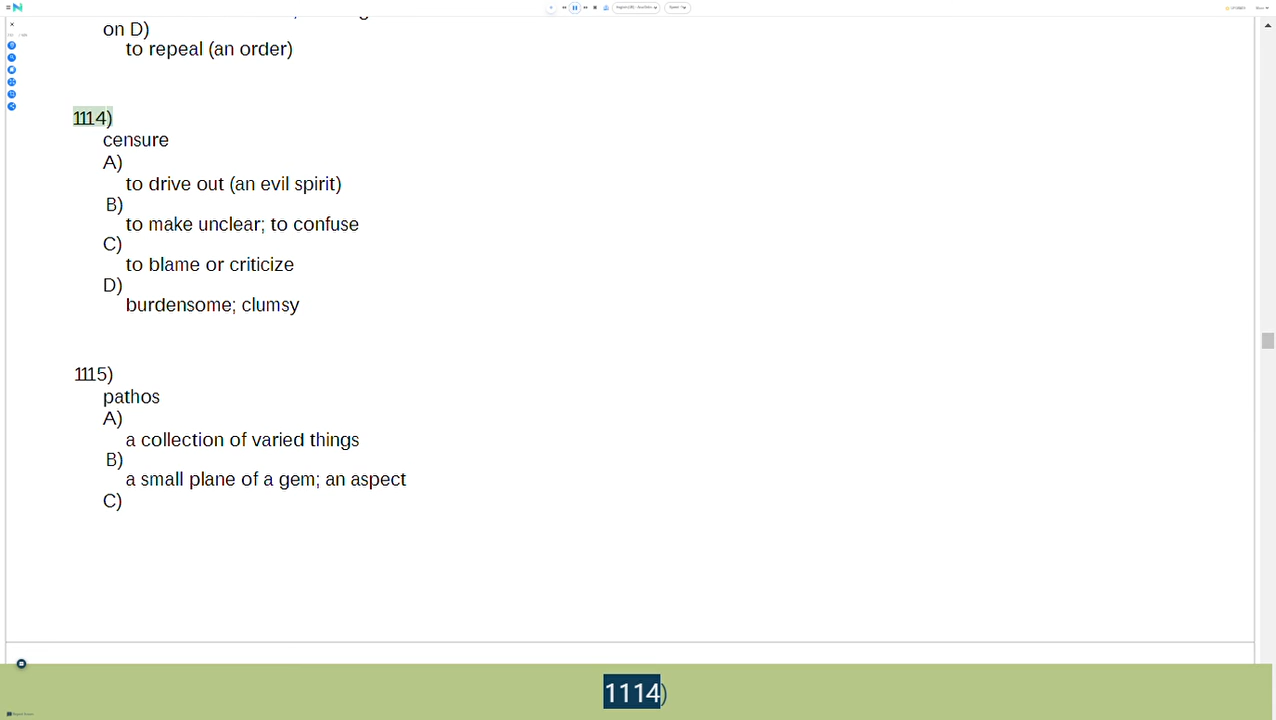 on D)
to repeal (an order)
1114)
censure
A)
to drive out (an evil spirit)
B)
to make unclear; to confuse
C)
to blame or criticize
D)
burdensome; clumsy
1115)
pathos
A)
a collection of varied things
B)
a small plane of a gem; an aspect
C)
1114)